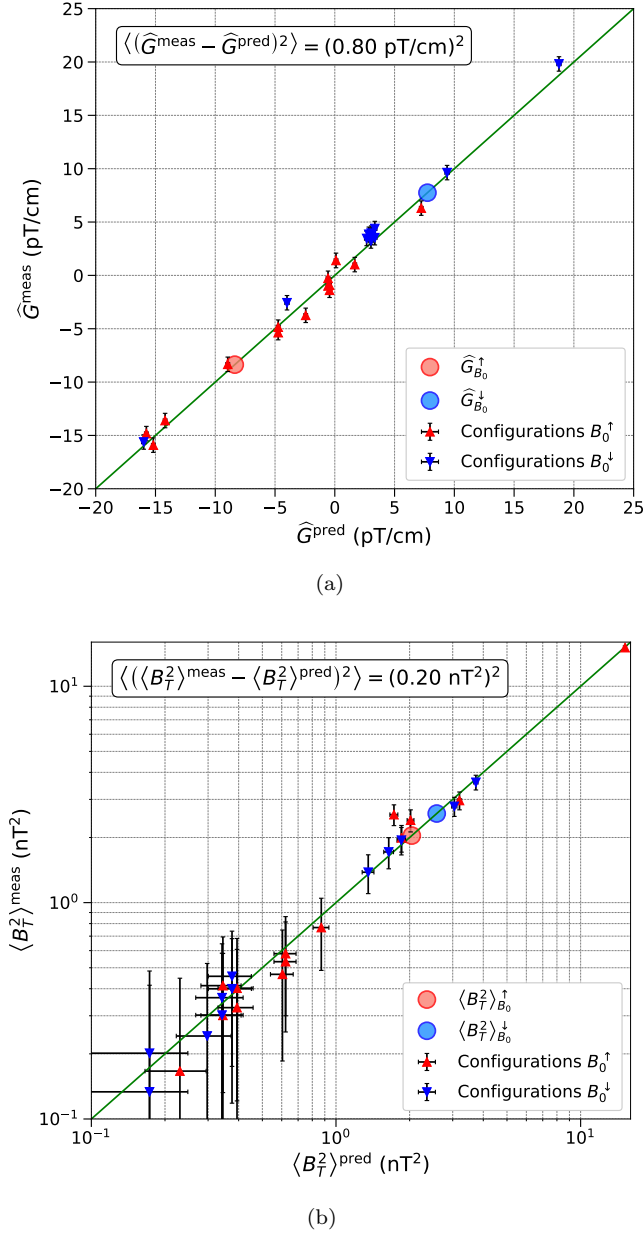 ⟨(Ĝ^meas − Ĝ^pred)²⟩ = (0.80 pT/cm)²
25
20
15
10
5
0
−5
−10
−15
−20
Ĝ^meas (pT/cm)
Ĝ^↑_B₀
Ĝ^↓_B₀
Configurations B₀^↑
Configurations B₀^↓
−20 −15 −10 −5 0 5 10 15 20 25
Ĝ^pred (pT/cm)
(a)
⟨(⟨B_T²⟩^meas − ⟨B_T²⟩^pred)²⟩ = (0.20 nT²)²
10¹
10⁰
10⁻¹
⟨B_T²⟩^meas (nT²)
⟨B_T²⟩^↑_B₀
⟨B_T²⟩^↓_B₀
Configurations B₀^↑
Configurations B₀^↓
10⁻¹ 10⁰ 10¹
⟨B_T²⟩^pred (nT²)
(b)